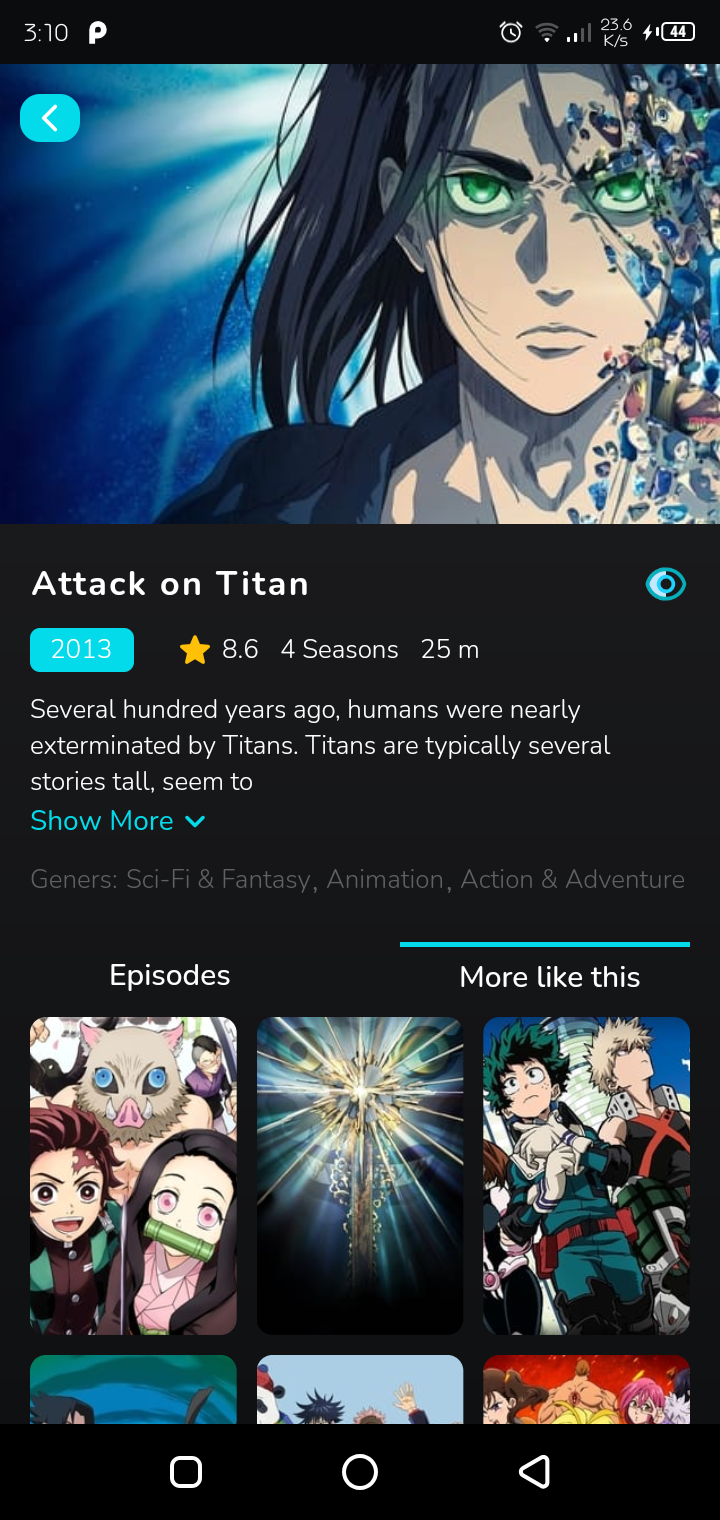 3:10
23.6
K/s
44
Attack on Titan
2013
8.6 4 Seasons 25 m
Several hundred years ago, humans were nearly
exterminated by Titans. Titans are typically several
stories tall, seem to
Show More
Geners: Sci-Fi & Fantasy, Animation, Action & Adventure
Episodes
More like this